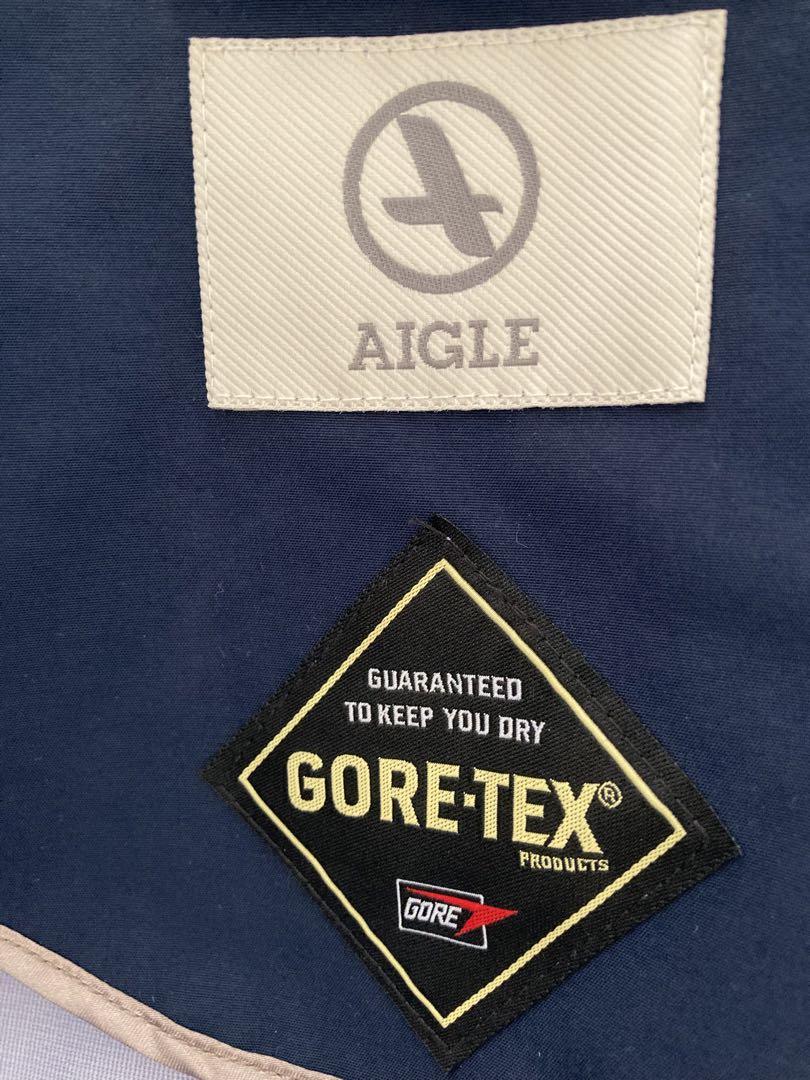 AIGLE
GUARANTEED
TO KEEP YOU DRY
GORE-TEX®
PRODUCTS
GORE